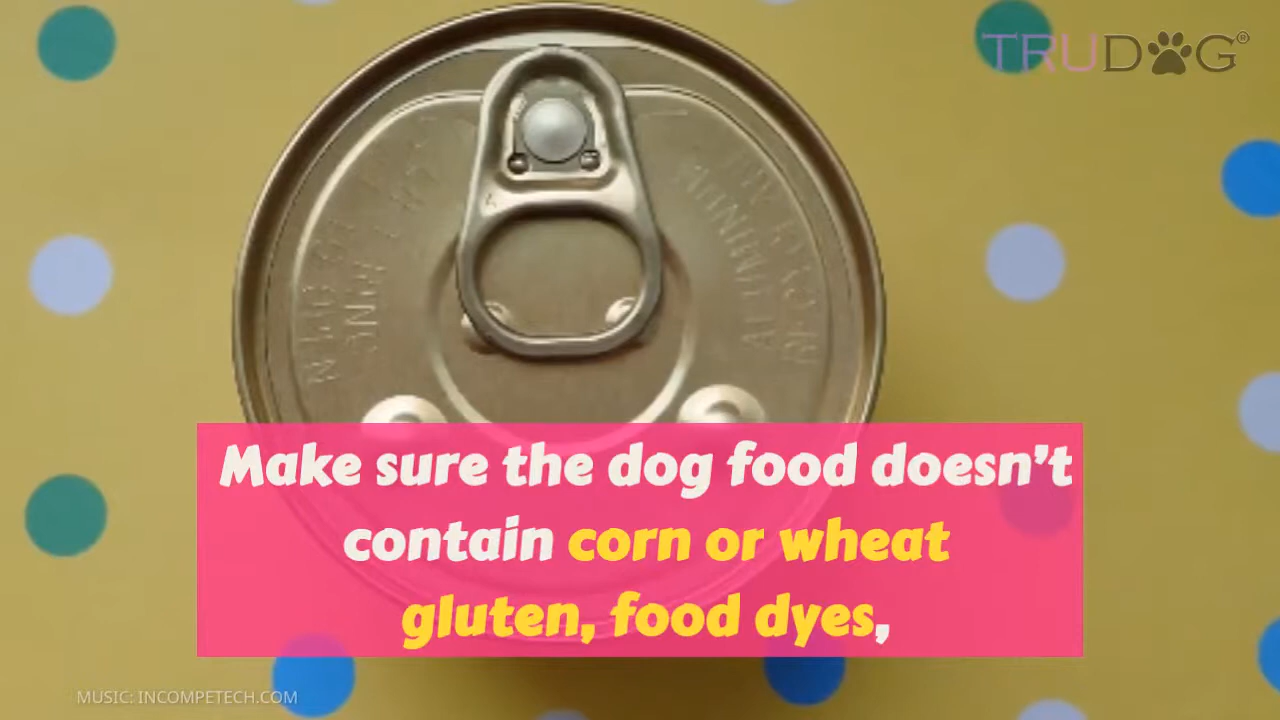 TRUDOG®
Make sure the dog food doesn't
contain corn or wheat
gluten, food dyes,
MUSIC: INCOMPETECH.COM